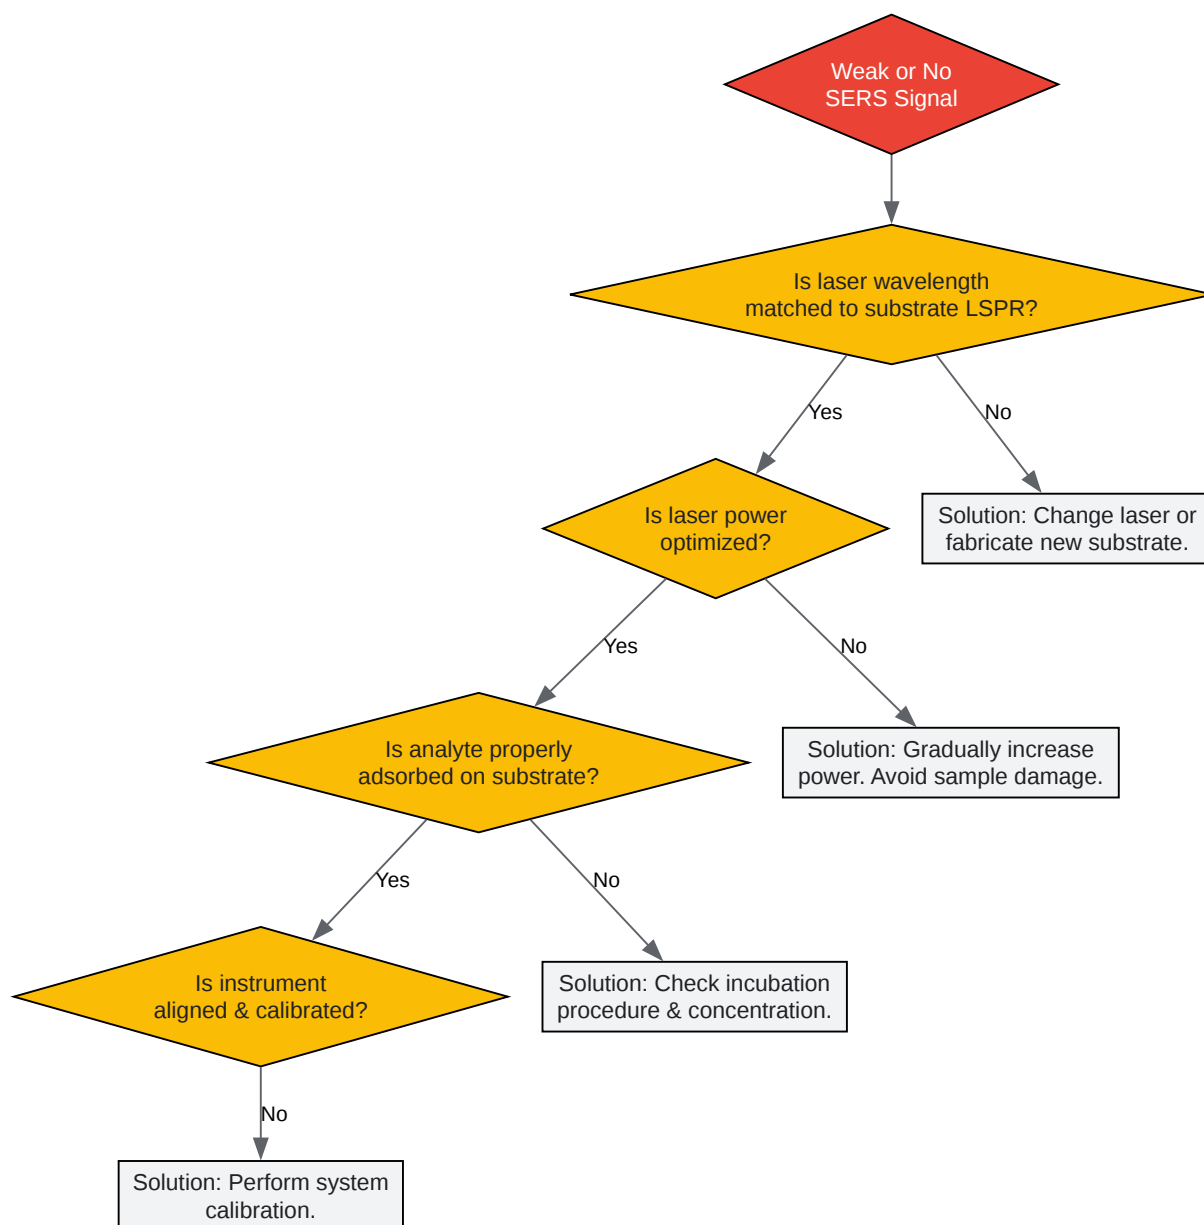 Weak or No
SERS Signal
Is laser wavelength
matched to substrate LSPR?
Yes
No
Is laser power
optimized?
Solution: Change laser or
fabricate new substrate.
Yes
No
Is analyte properly
adsorbed on substrate?
Solution: Gradually increase
power. Avoid sample damage.
Yes
No
Is instrument
aligned & calibrated?
Solution: Check incubation
procedure & concentration.
No
Solution: Perform system
calibration.